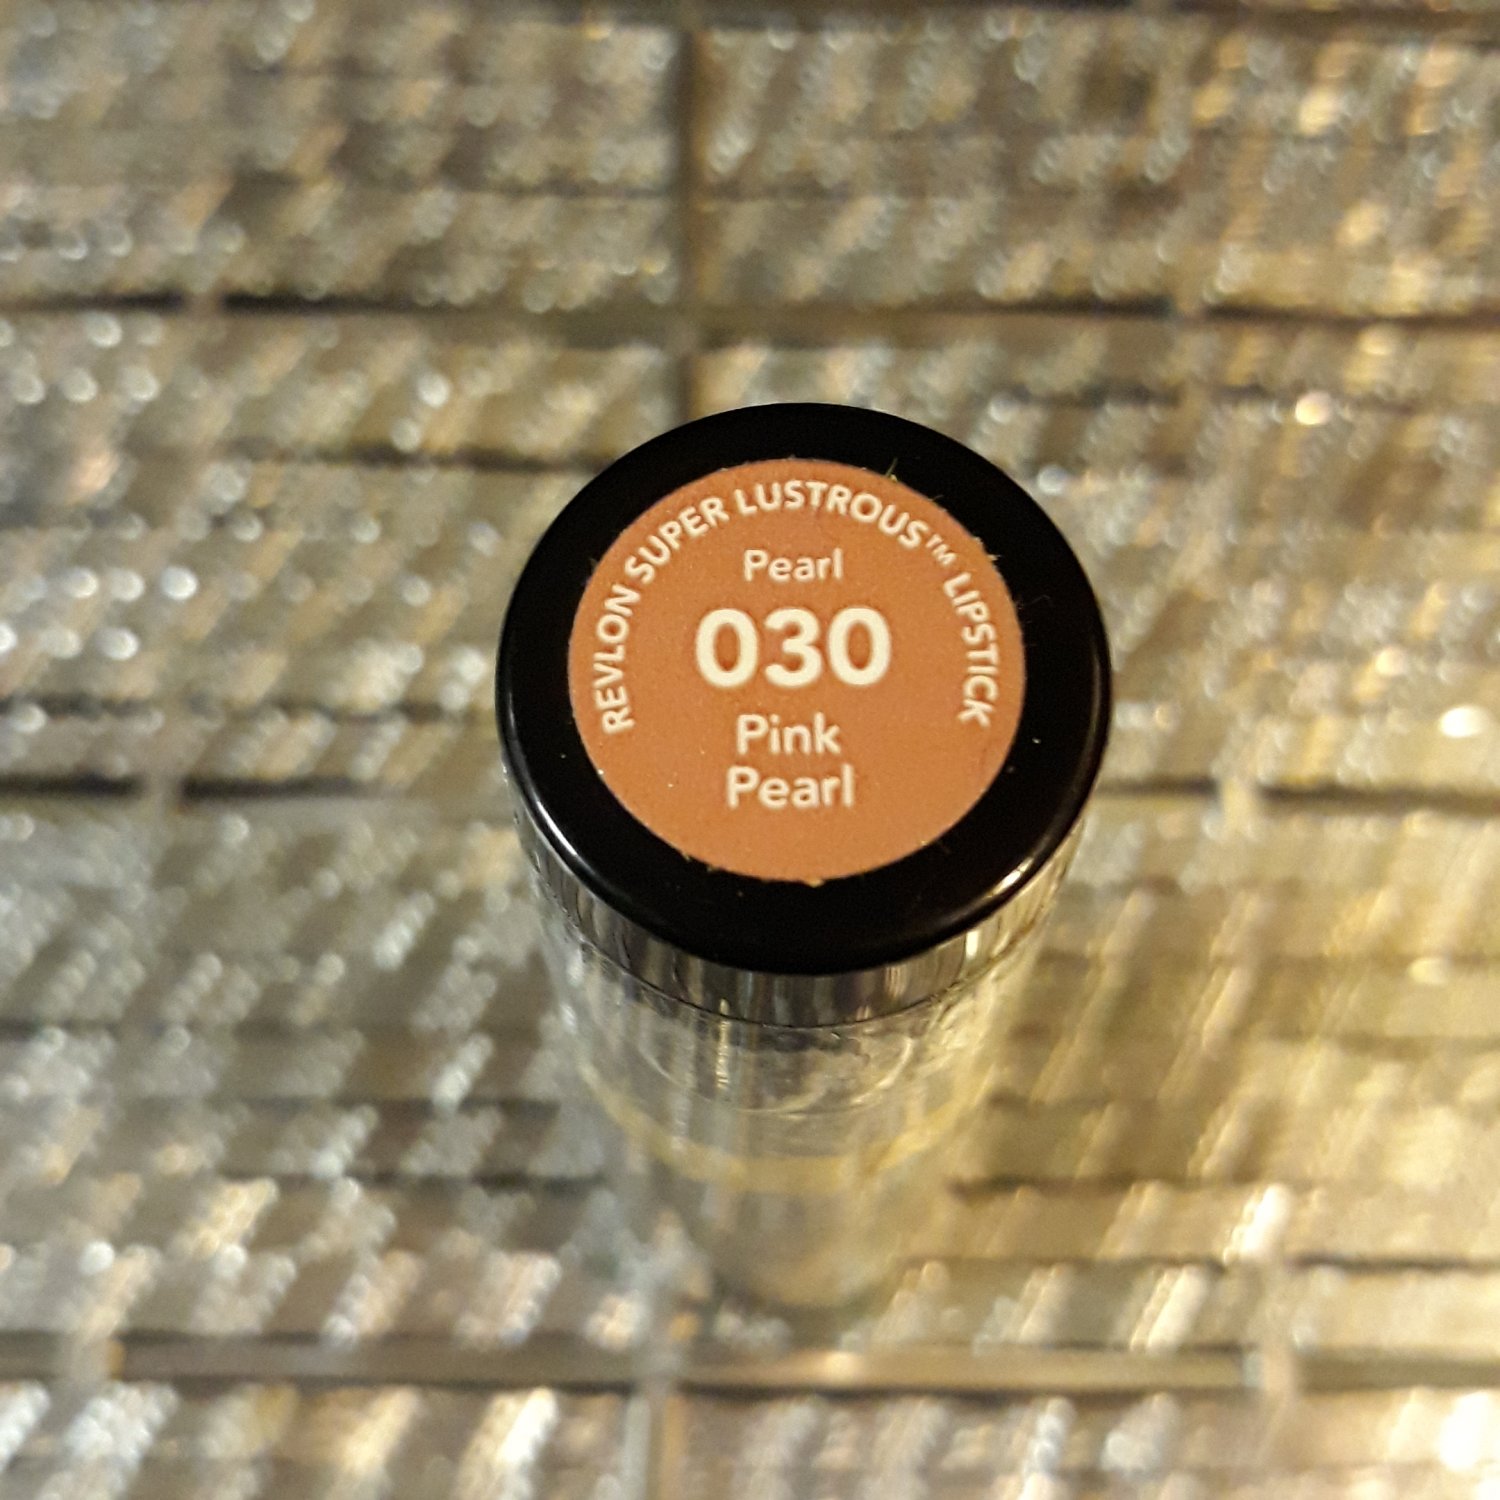 REVLON SUPER LUSTROUS™ LIPSTICK
Pearl
030
Pink
Pearl